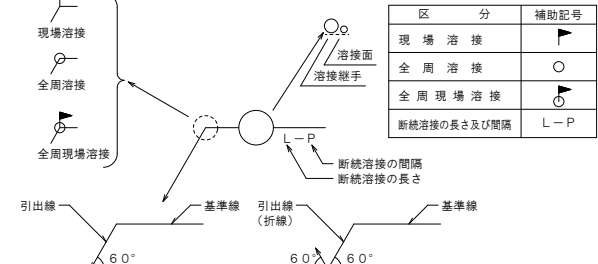 現場溶接
全周溶接
全周現場溶接
溶接面
溶接継手
L－P
断続溶接の間隔
断続溶接の長さ
区　　分　補助記号
現場溶接
全周溶接
全周現場溶接
断続溶接の長さ及び間隔　L－P
引出線
基準線
60°
引出線
(折線)
基準線
60°
60°